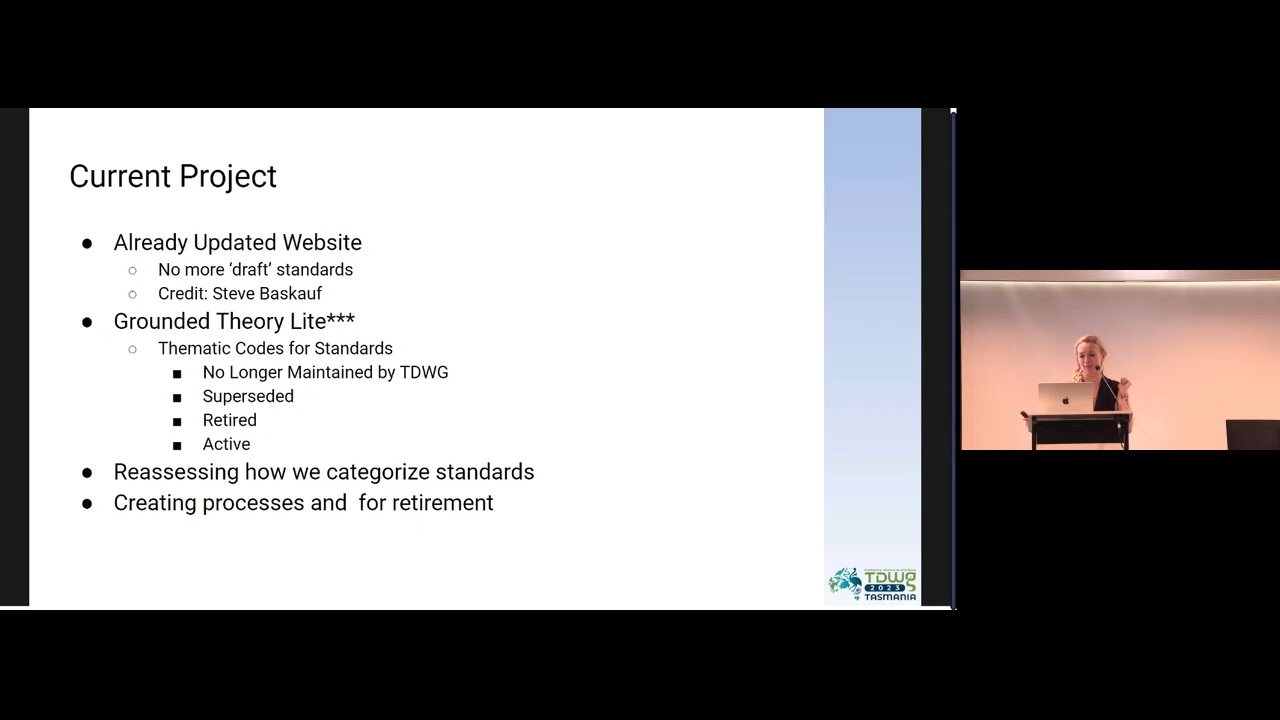 Current Project
● Already Updated Website
○ No more ‘draft’ standards
○ Credit: Steve Baskauf
● Grounded Theory Lite***
○ Thematic Codes for Standards
■ No Longer Maintained by TDWG
■ Superseded
■ Retired
■ Active
● Reassessing how we categorize standards
● Creating processes and  for retirement
TDWG
2023
TASMANIA